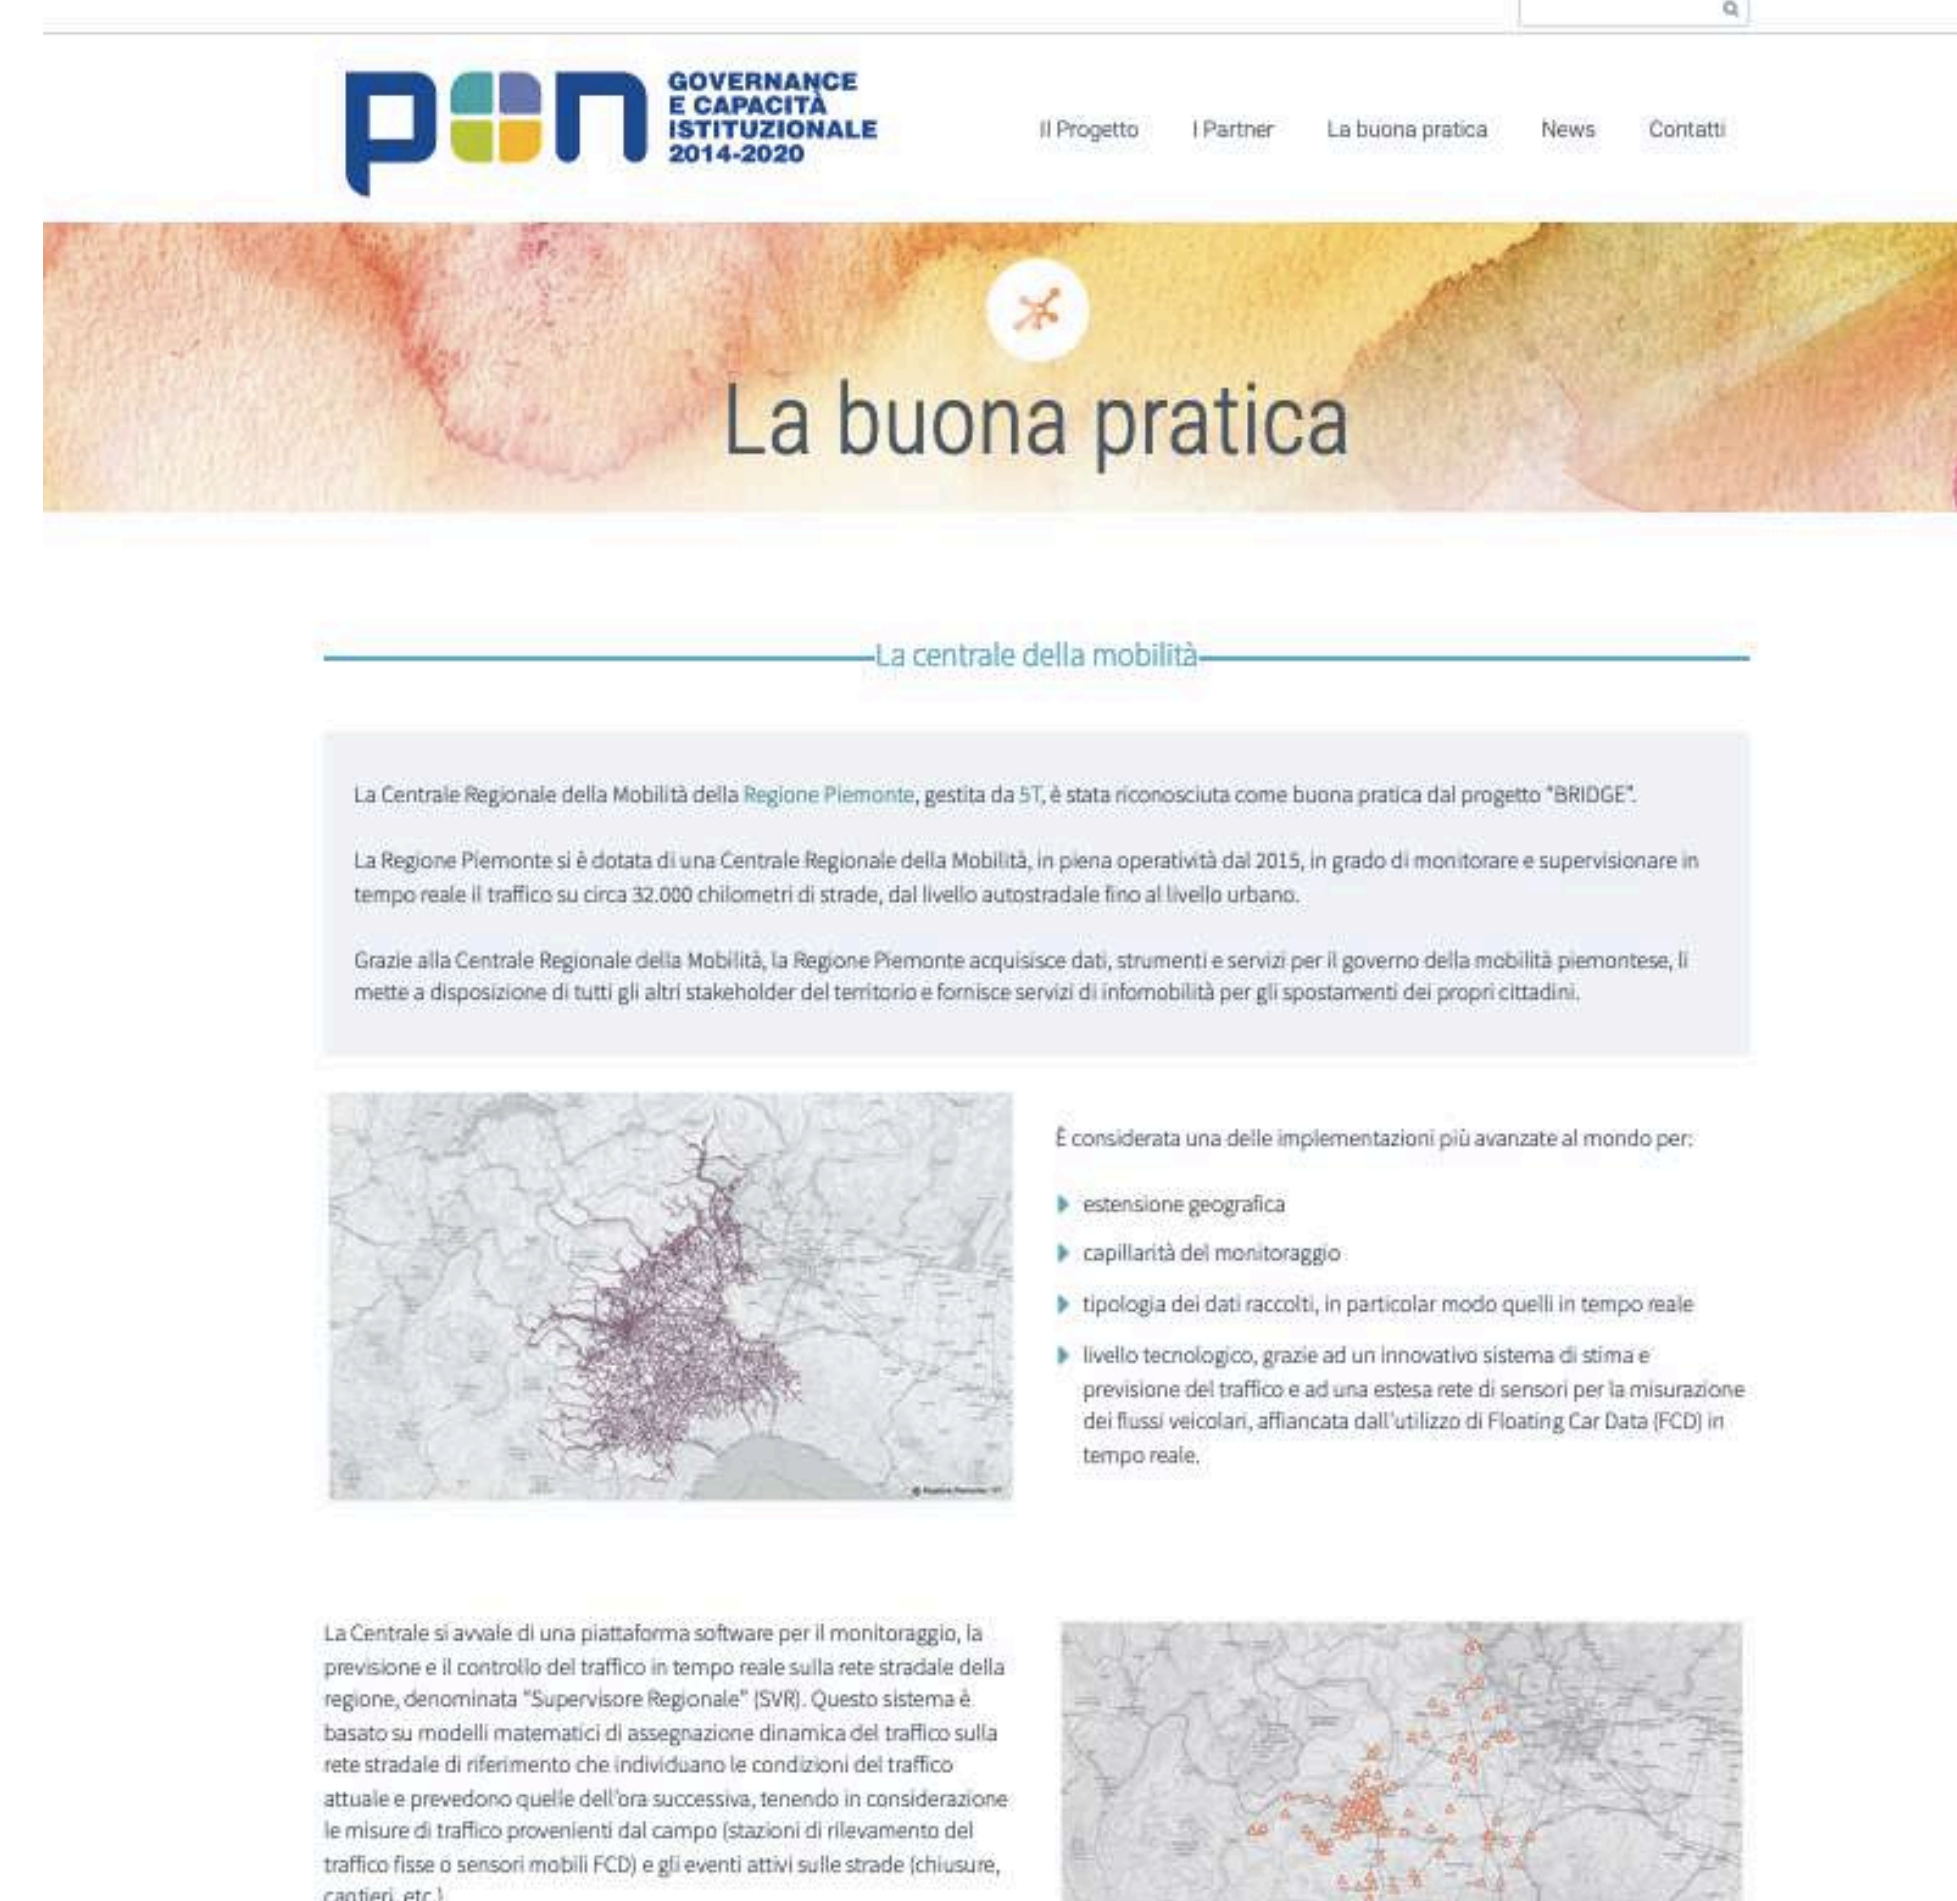 GOVERNANCE
E CAPACITÀ
ISTITUZIONALE
2014-2020
pon
Il Progetto
I Partner
La buona pratica
News
Contatti
La buona pratica
La centrale della mobilità
La Centrale Regionale della Mobilità della Regione Piemonte, gestita da 5T, è stata riconosciuta come buona pratica dal progetto "BRIDGE".
La Regione Piemonte si è dotata di una Centrale Regionale della Mobilità, in piena operatività dal 2015, in grado di monitorare e supervisionare in
tempo reale il traffico su circa 32.000 chilometri di strade, dal livello autostradale fino al livello urbano.
Grazie alla Centrale Regionale della Mobilità, la Regione Piemonte acquisisce dati, strumenti e servizi per il governo della mobilità piemontese, li
mette a disposizione di tutti gli altri stakeholder del territorio e fornisce servizi di infomobilità per gli spostamenti dei propri cittadini.
È considerata una delle implementazioni più avanzate al mondo per:
estensione geografica
capillarità del monitoraggio
tipologia dei dati raccolti, in particolar modo quelli in tempo reale
livello tecnologico, grazie ad un innovativo sistema di stima e
previsione del traffico e ad una estesa rete di sensori per la misurazione
dei flussi veicolari, affiancata dall'utilizzo di Floating Car Data (FCD) in
tempo reale.
La Centrale si avvale di una piattaforma software per il monitoraggio, la
previsione e il controllo del traffico in tempo reale sulla rete stradale della
regione, denominata "Supervisore Regionale" (SVR). Questo sistema è
basato su modelli matematici di assegnazione dinamica del traffico sulla
rete stradale di riferimento che individuano le condizioni del traffico
attuale e prevedono quelle dell'ora successiva, tenendo in considerazione
le misure di traffico provenienti dal campo (stazioni di rilevamento del
traffico fisse o sensori mobili FCD) e gli eventi attivi sulle strade (chiusure,
cantieri, etc.)